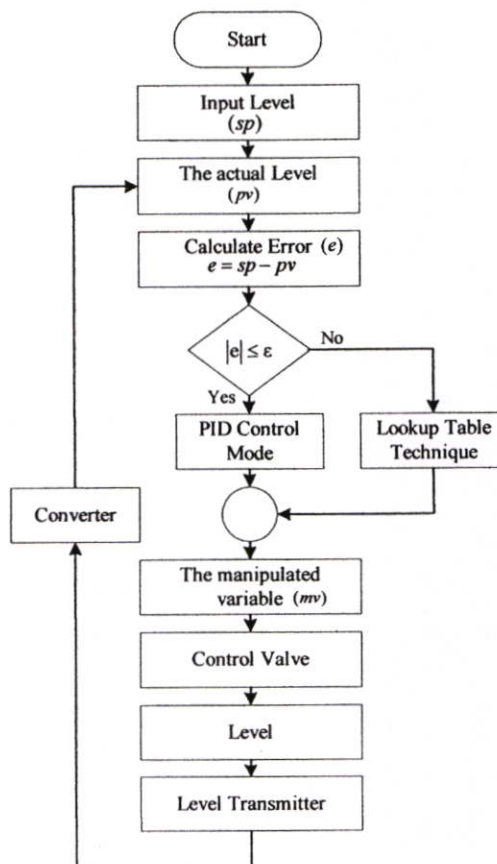 Start
Input Level
(sp)
The actual Level
(pv)
Calculate Error (e)
e = sp − pv
|e| ≤ ε
No
Yes
PID Control
Mode
Lookup Table
Technique
Converter
The manipulated
variable (mv)
Control Valve
Level
Level Transmitter